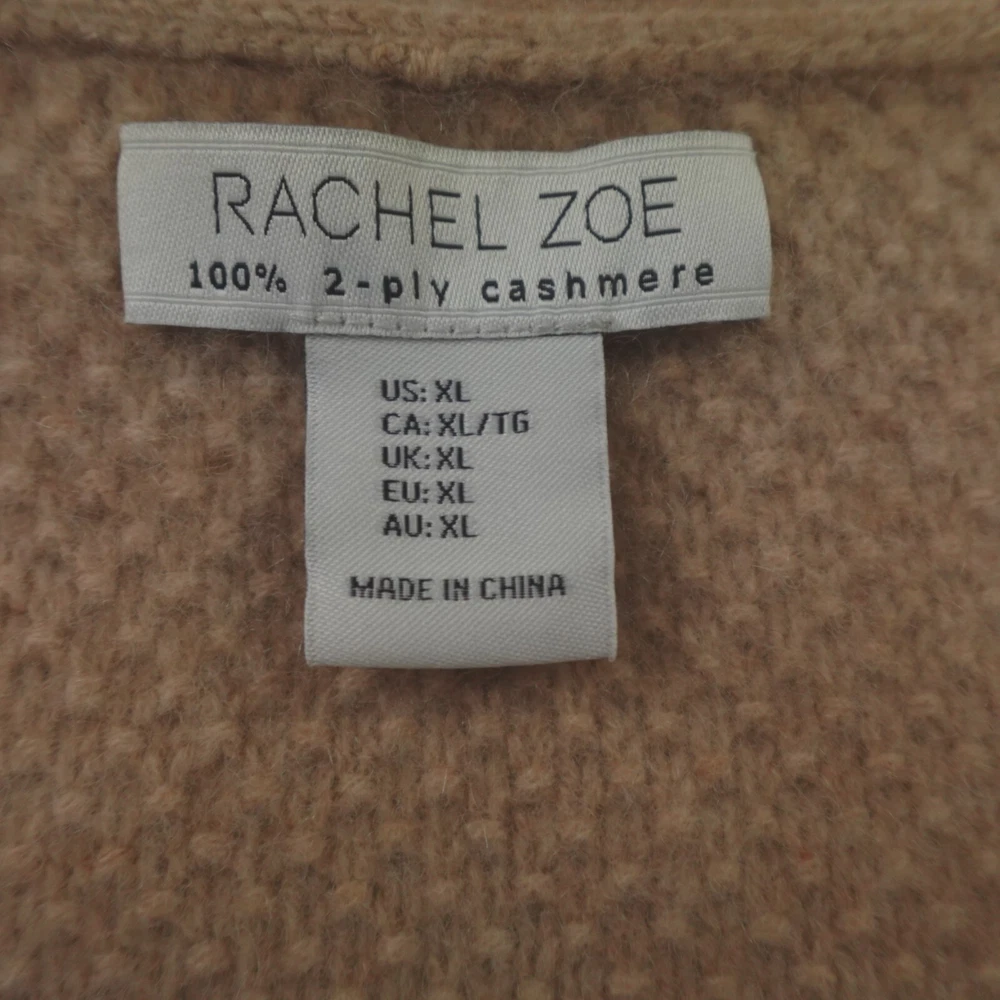 RACHEL ZOE
100% 2-ply cashmere
US: XL
CA: XL/TG
UK: XL
EU: XL
AU: XL
MADE IN CHINA